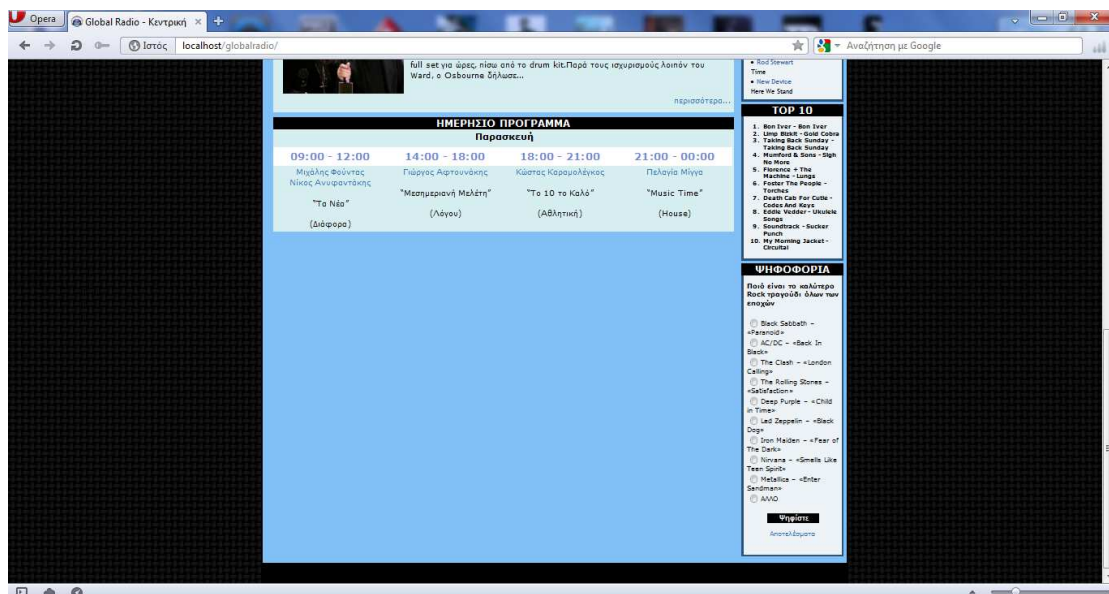 Opera
Global Radio - Κεντρική
Ιστός
localhost/globalradio/
Αναζήτηση με Google
full set για ώρες, πίσω από το drum kit.Παρά τους ισχυρισμούς λοιπόν του
Ward, ο Osbourne δήλωσε...
περισσότερα...
ΗΜΕΡΗΣΙΟ ΠΡΟΓΡΑΜΜΑ
Παρασκευή
09:00 - 12:00 14:00 - 18:00 18:00 - 21:00 21:00 - 00:00
Μιχάλης Φούντας Γιώργος Αφτουνάκης Κώστας Καραμολέγκος Πελαγία Μίγγα
Νίκος Ανυφαντάκης
"Τα Νέα" "Μεσημεριανή Μελέτη" "Το 10 το Καλό" "Music Time"
(Διάφορα) (Λόγου) (Αθλητική) (House)
Rod Stewart
Time
New Device
Here We Stand
TOP 10
1. Bon Iver - Bon Iver
2. Limp Bizkit - Gold Cobra
3. Taking Back Sunday -
Taking Back Sunday
4. Mumford & Sons - Sigh
No More
5. Florence + The
Machine - Lungs
6. Foster The People -
Torches
7. Death Cab For Cutie -
Codes And Keys
8. Eddie Vedder - Ukulele
Songs
9. Soundtrack - Sucker
Punch
10. My Morning Jacket -
Circuital
ΨΗΦΟΦΟΡΙΑ
Ποιό είναι το καλύτερο
Rock τραγούδι όλων των
εποχών
Black Sabbath –
«Paranoid»
AC/DC – «Back In
Black»
The Clash – «London
Calling»
The Rolling Stones –
«Satisfaction»
Deep Purple – «Child
in Time»
Led Zeppelin – «Black
Dog»
Iron Maiden – «Fear of
The Dark»
Nirvana – «Smells Like
Teen Spirit»
Metallica – «Enter
Sandman»
ΑΛΛΟ
Ψηφίστε
Αποτελέσματα